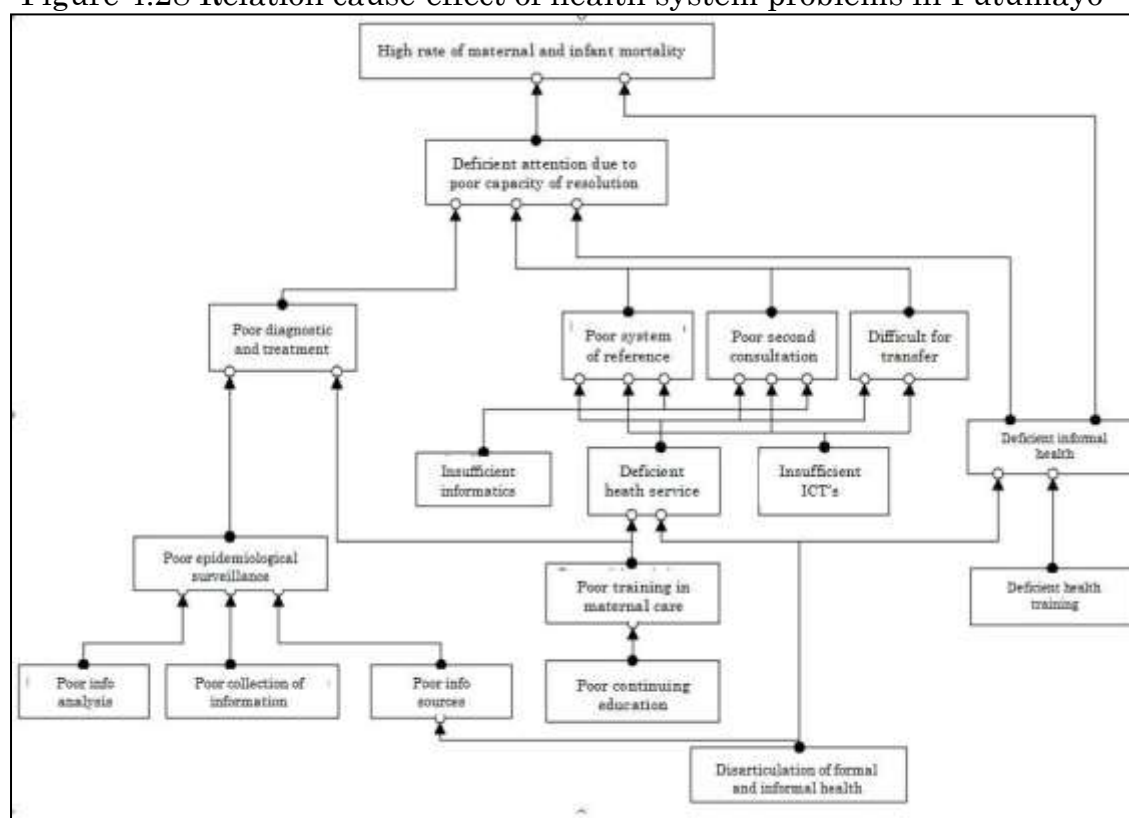 Figure 4.28 Relation cause effect of health system problems in Putumayo
High rate of maternal and infant mortality
Deficient attention due to
poor capacity of resolution
Poor diagnostic
and treatment
Poor system
of reference
Poor second
consultation
Difficult for
transfer
Deficient informal
health
Insufficient
informatics
Deficient
heath service
Insufficient
ICT's
Poor epidemiological
surveillance
Poor training in
maternal care
Deficient health
training
Poor info
analysis
Poor collection of
information
Poor info
sources
Poor continuing
education
Disarticulation of formal
and informal health